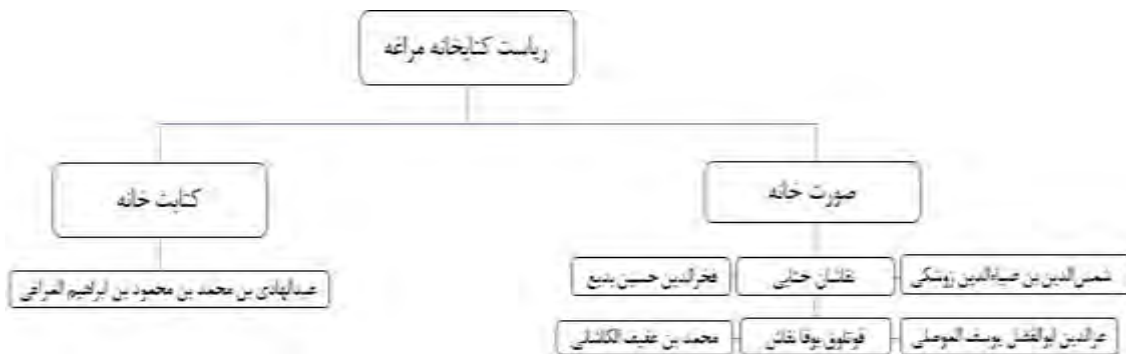 ریاست کتابخانه مراغه
صورت خانه
کتابت خانه
شمس‌الدین بن ضیاءالدین زوشکی
نقاشان ختایی
فخرالدین حسین بدیع
عبدالهادی بن محمد بن محمود بن ابراهیم المراغی
عزالدین ابوالفضل یوسف الموصلی
قوتلوق بوقا نقاش
محمد بن عفیف الکاشانی